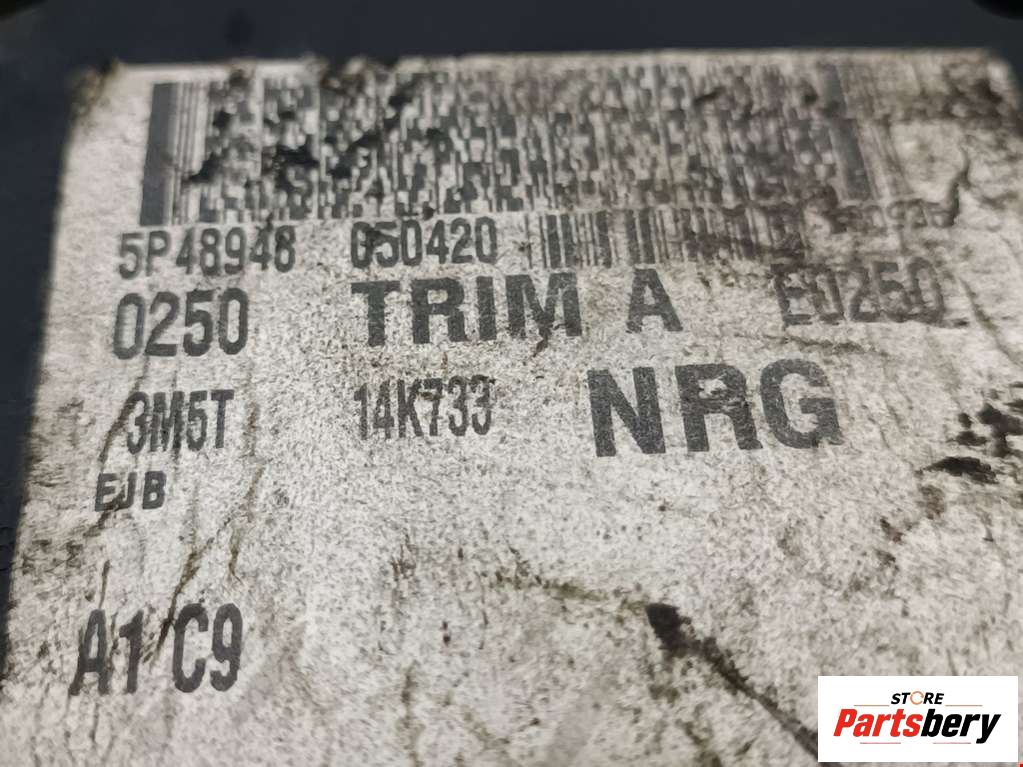 5P48948 050420
0250 TRIM A E0250
3M5T 14K733 NRG
EJB
A1 C9
STORE
Partsbery